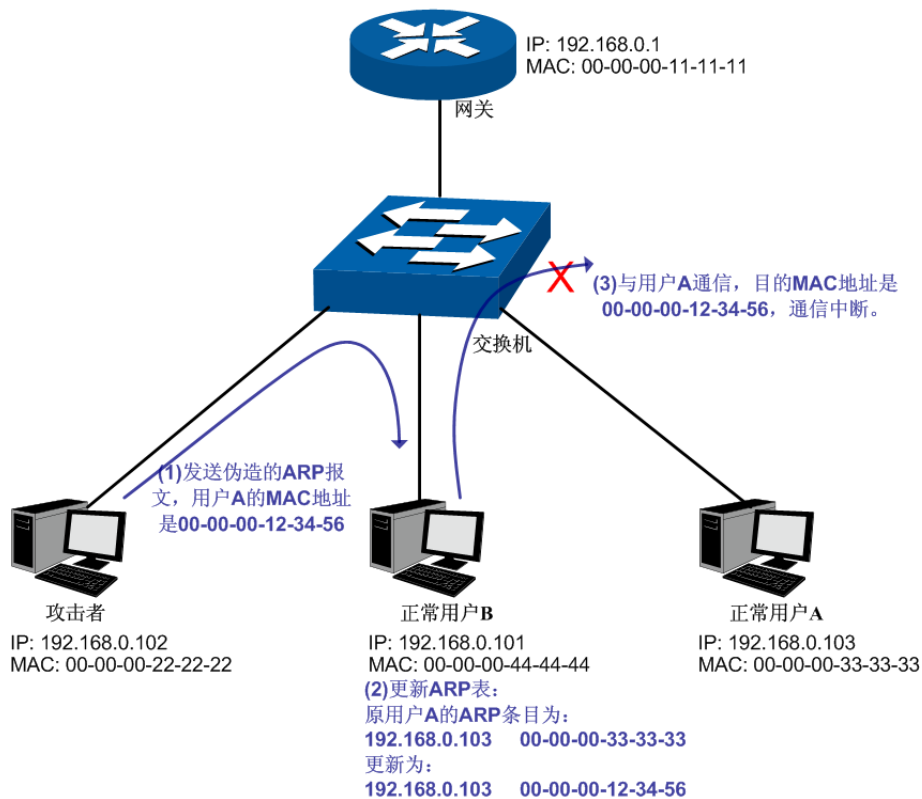 IP: 192.168.0.1
MAC: 00-00-00-11-11-11
网关
(3)与用户A通信，目的MAC地址是
00-00-00-12-34-56，通信中断。
交换机
(1)发送伪造的ARP报
文，用户A的MAC地址
是00-00-00-12-34-56
攻击者
IP: 192.168.0.102
MAC: 00-00-00-22-22-22
正常用户B
IP: 192.168.0.101
MAC: 00-00-00-44-44-44
(2)更新ARP表：
原用户A的ARP条目为：
192.168.0.103 00-00-00-33-33-33
更新为：
192.168.0.103 00-00-00-12-34-56
正常用户A
IP: 192.168.0.103
MAC: 00-00-00-33-33-33